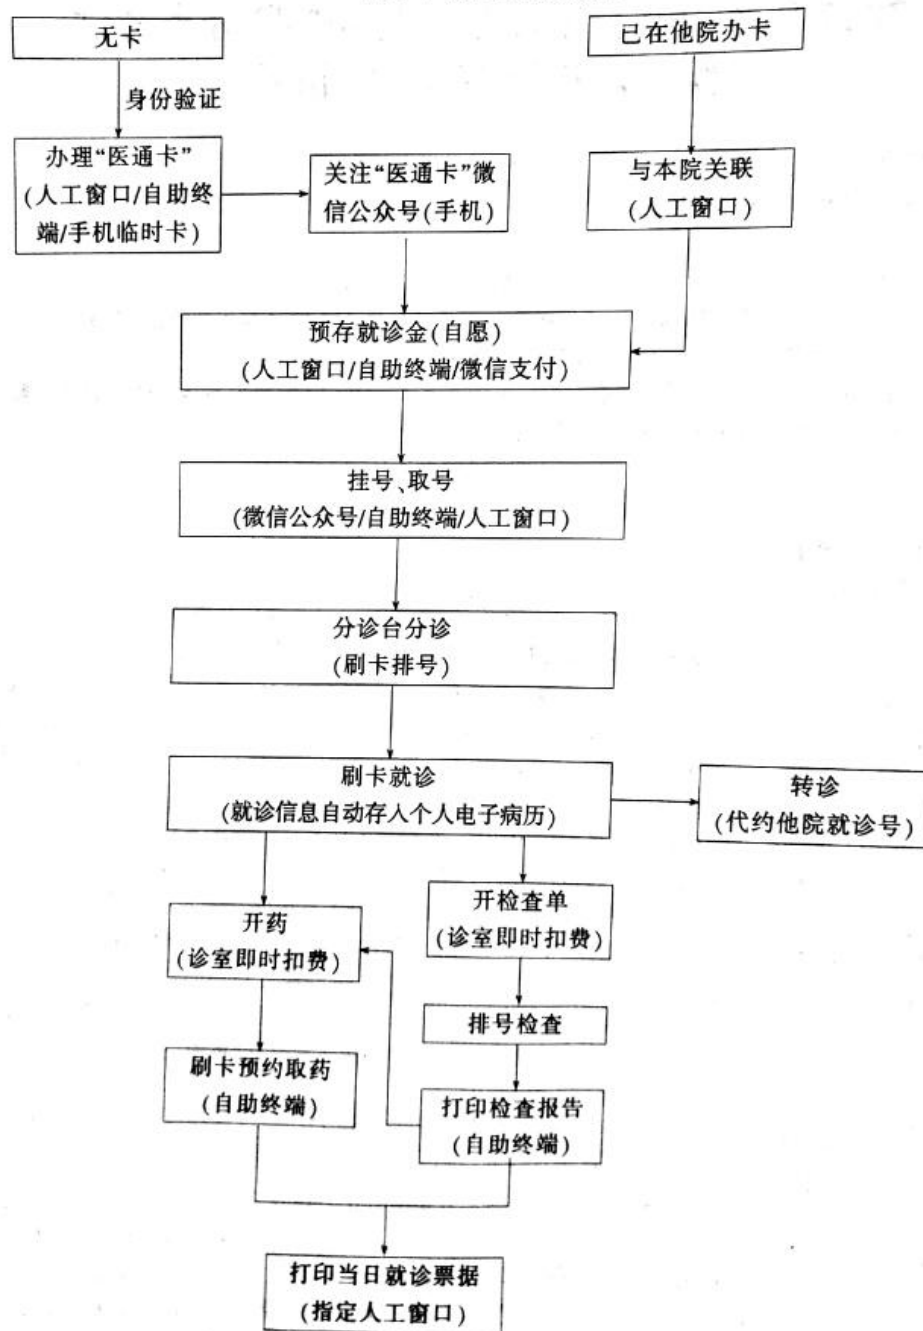 无卡
已在他院办卡
身份验证
办理“医通卡”
(人工窗口/自助终
端/手机临时卡)
关注“医通卡”微
信公众号(手机)
与本院关联
(人工窗口)
预存就诊金(自愿)
(人工窗口/自助终端/微信支付)
挂号、取号
(微信公众号/自助终端/人工窗口)
分诊台分诊
(刷卡排号)
刷卡就诊
(就诊信息自动存入个人电子病历)
转诊
(代约他院就诊号)
开药
(诊室即时扣费)
开检查单
(诊室即时扣费)
排号检查
刷卡预约取药
(自助终端)
打印检查报告
(自助终端)
打印当日就诊票据
(指定人工窗口)